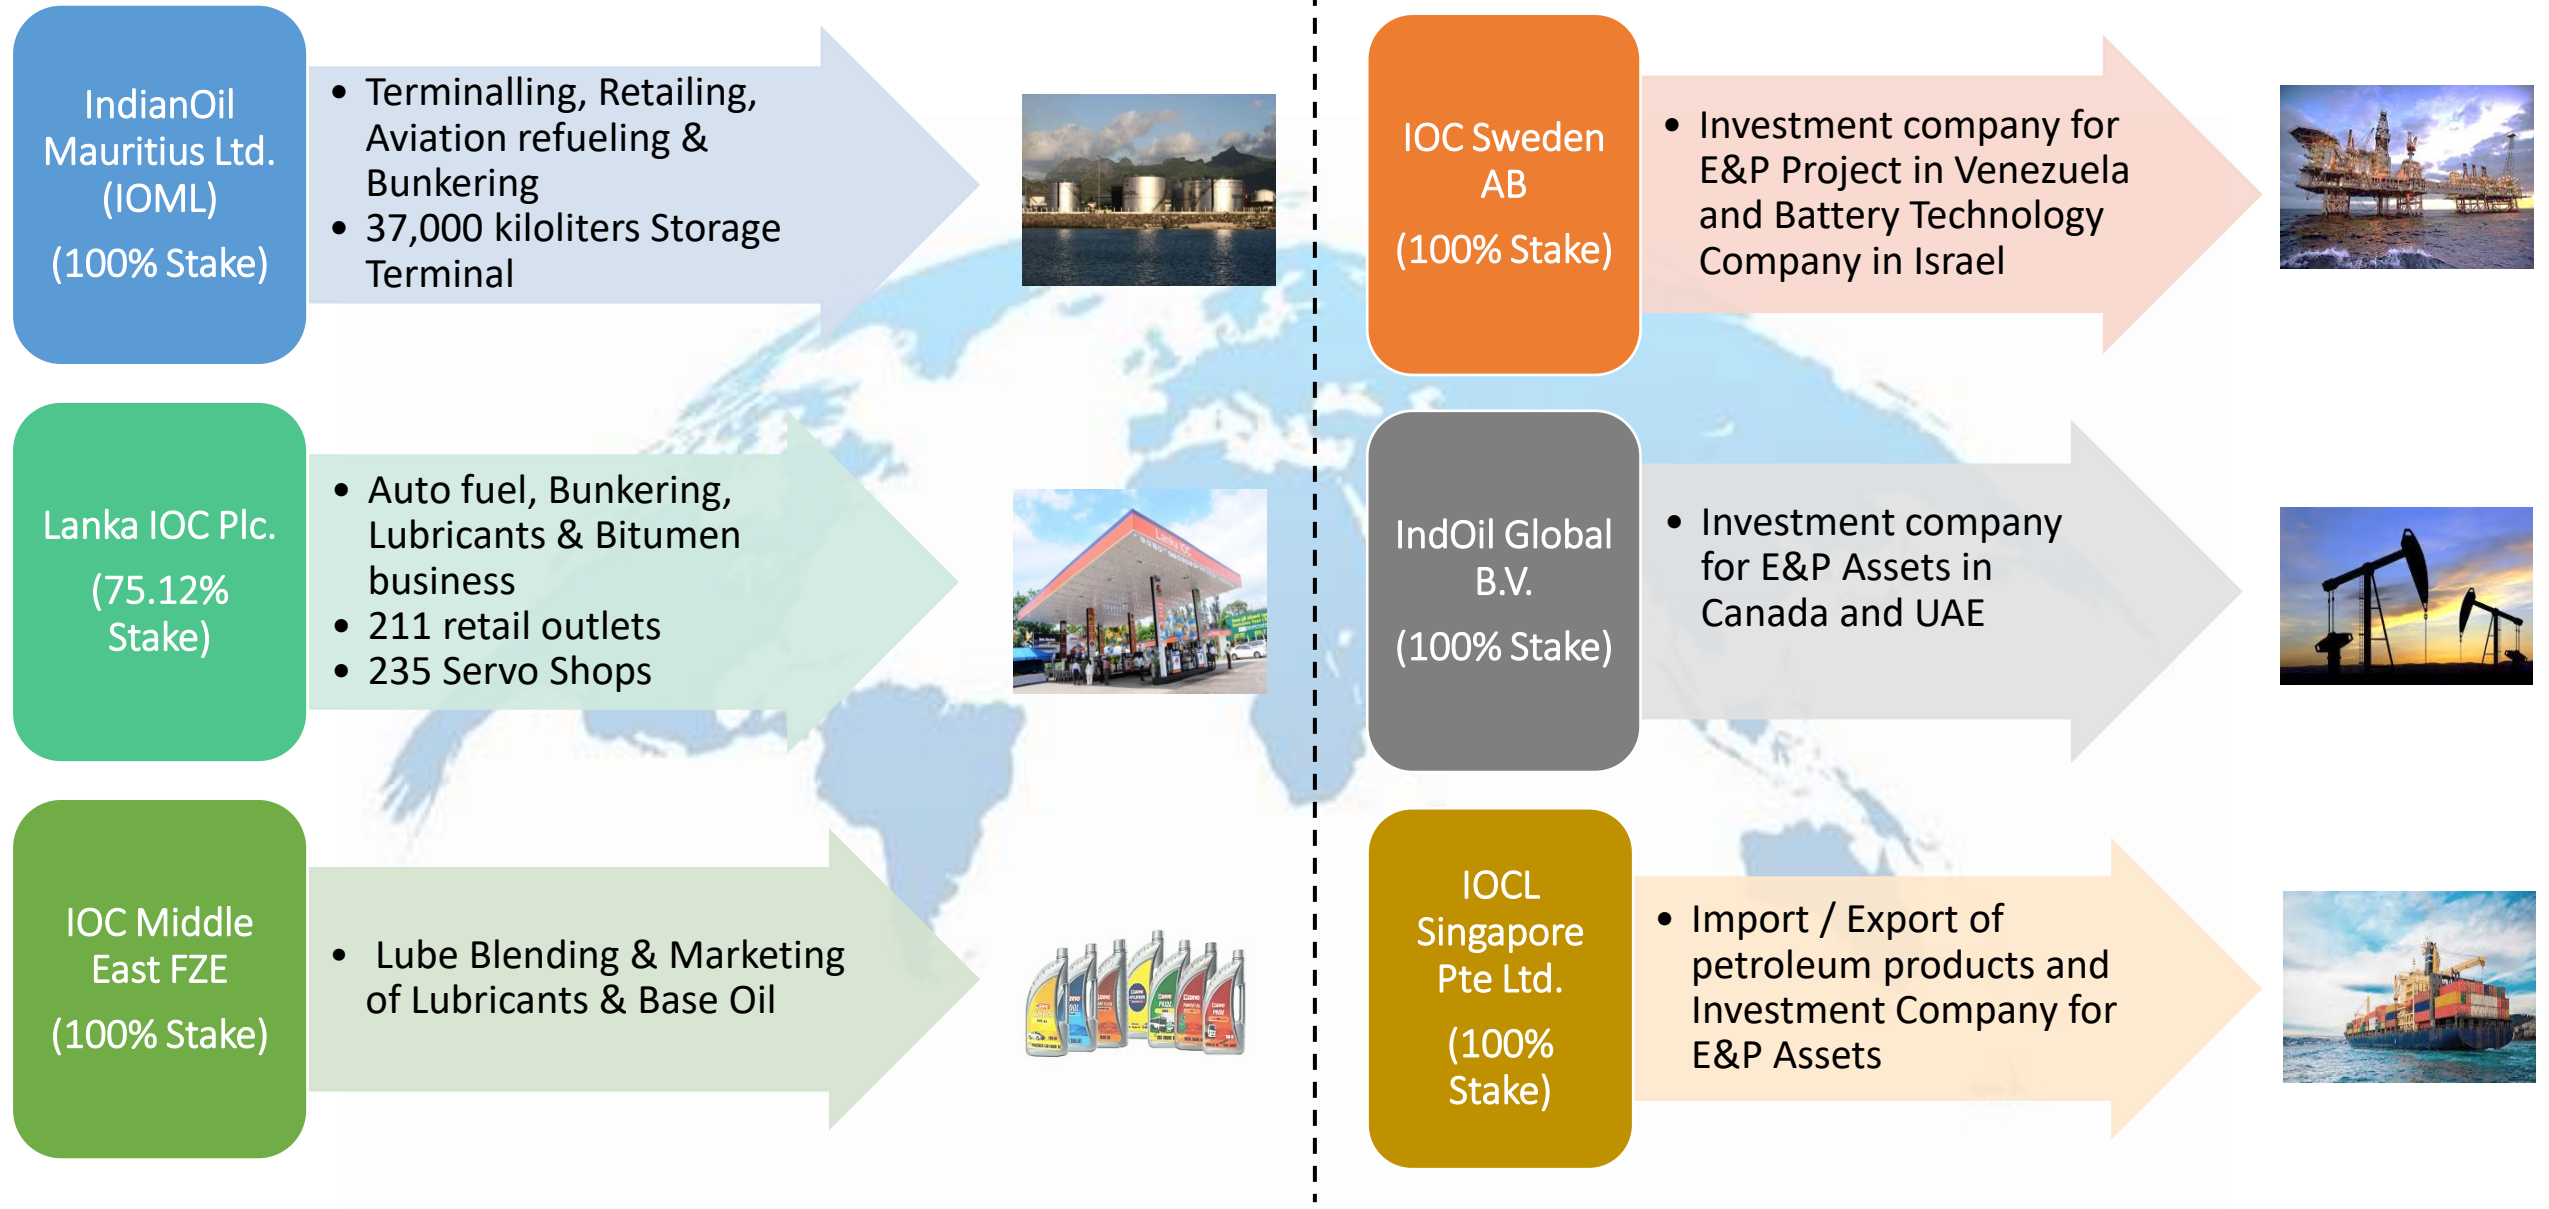 IndianOil
Mauritius Ltd.
(IOML)
(100% Stake)
• Terminalling, Retailing,
Aviation refueling &
Bunkering
• 37,000 kiloliters Storage
Terminal
Lanka IOC Plc.
(75.12%
Stake)
• Auto fuel, Bunkering,
Lubricants & Bitumen
business
• 211 retail outlets
• 235 Servo Shops
Lanka IOC
IOC Middle
East FZE
(100% Stake)
• Lube Blending & Marketing
of Lubricants & Base Oil
IOC Sweden
AB
(100% Stake)
• Investment company for
E&P Project in Venezuela
and Battery Technology
Company in Israel
IndOil Global
B.V.
(100% Stake)
• Investment company
for E&P Assets in
Canada and UAE
IOCL
Singapore
Pte Ltd.
(100%
Stake)
• Import / Export of
petroleum products and
Investment Company for
E&P Assets